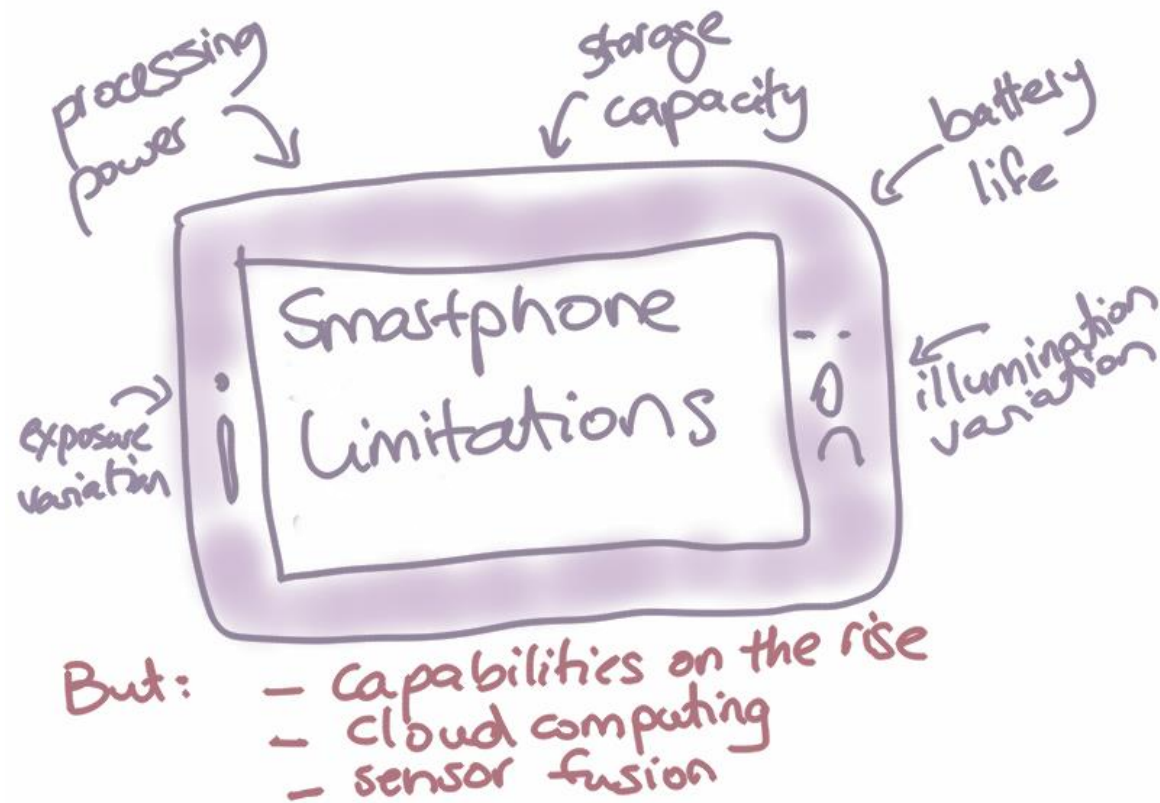 processing
power
storage
capacity
battery
life
Smartphone
Limitations
exposure
variation
illumination
variation
But: - Capabilities on the rise
- Cloud computing
- sensor fusion